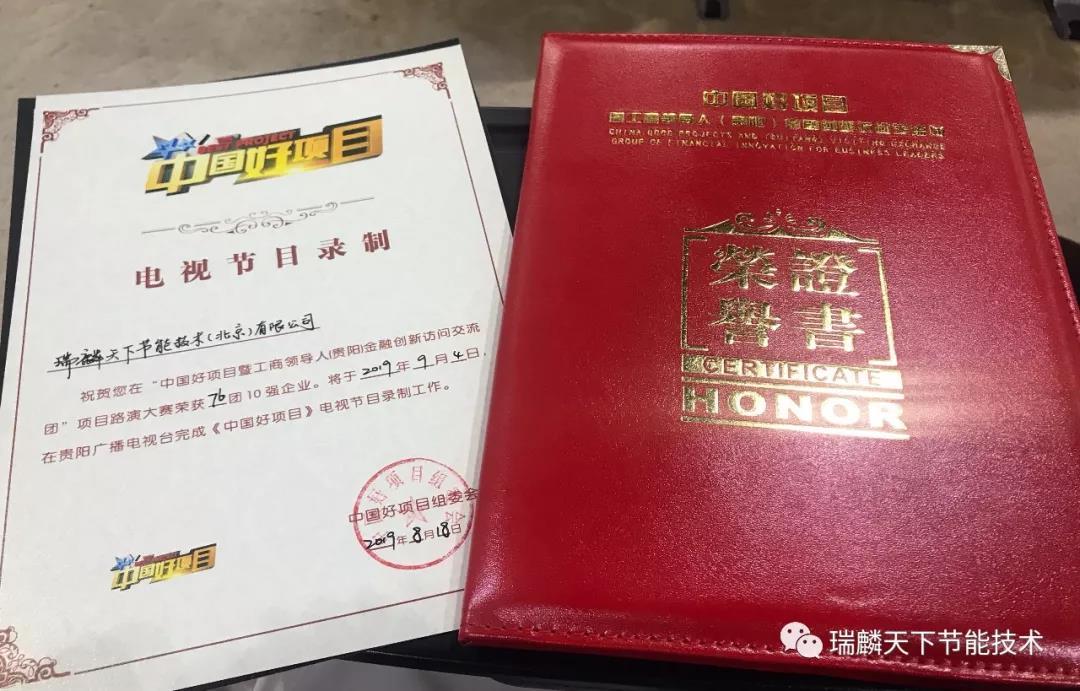 BEST PROJECT
中国好项目
电视节目录制
瑞麟天下节能技术(北京)有限公司
祝贺您在“中国好项目暨工商领导人(贵阳)金融创新访问交流
团”项目路演大赛荣获76团10强企业。将于2019年9月4日,
在贵阳广播电视台完成《中国好项目》电视节目录制工作。
中国好项目组委会
2019年8月18日
中国好项目
中国好项目
CHINA GOOD PROJECTS AND (GUIYANG) VISITING EXCHANGE
GROUP OF FINANCIAL INNOVATION FOR BUSINESS LEADERS
榮譽
證書
CERTIFICATE
HONOR
瑞麟天下节能技术